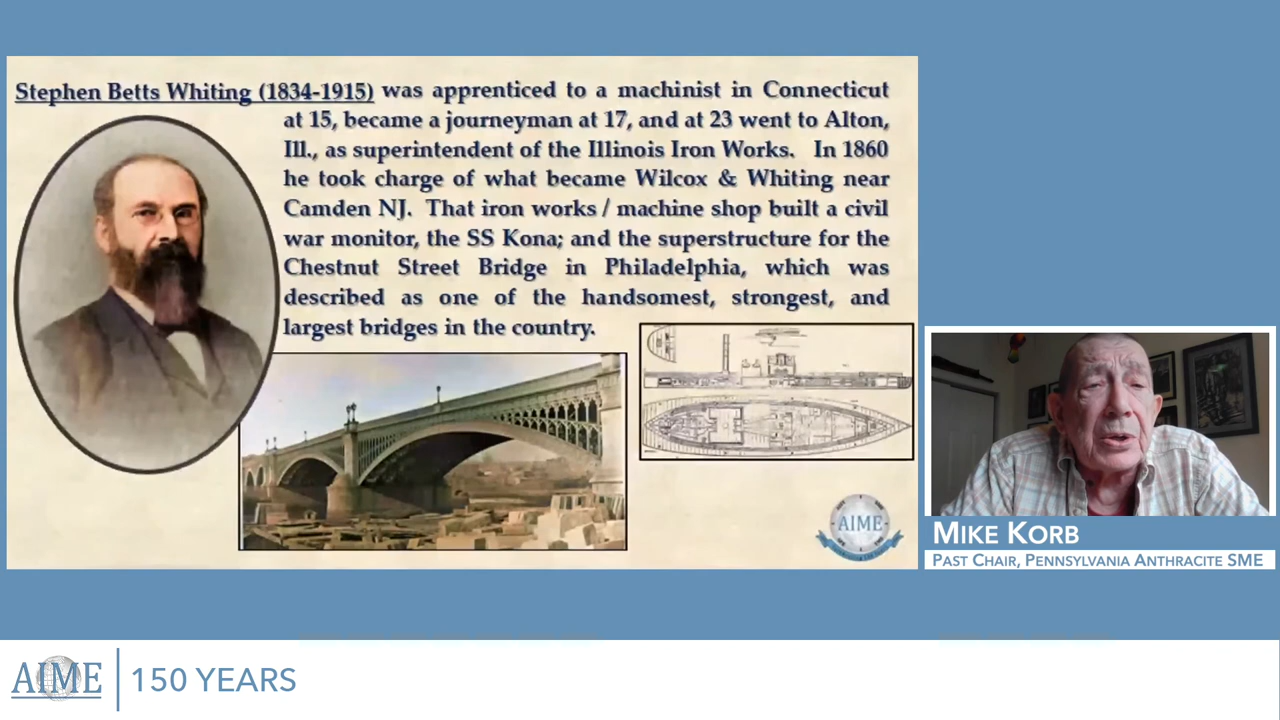 Stephen Betts Whiting (1834-1915) was apprenticed to a machinist in Connecticut
at 15, became a journeyman at 17, and at 23 went to Alton,
Ill., as superintendent of the Illinois Iron Works. In 1860
he took charge of what became Wilcox & Whiting near
Camden NJ. That iron works / machine shop built a civil
war monitor, the SS Kona; and the superstructure for the
Chestnut Street Bridge in Philadelphia, which was
described as one of the handsomest, strongest, and
largest bridges in the country.
AIME
MIKE KORB
PAST CHAIR, PENNSYLVANIA ANTHRACITE SME
AIME
150 YEARS